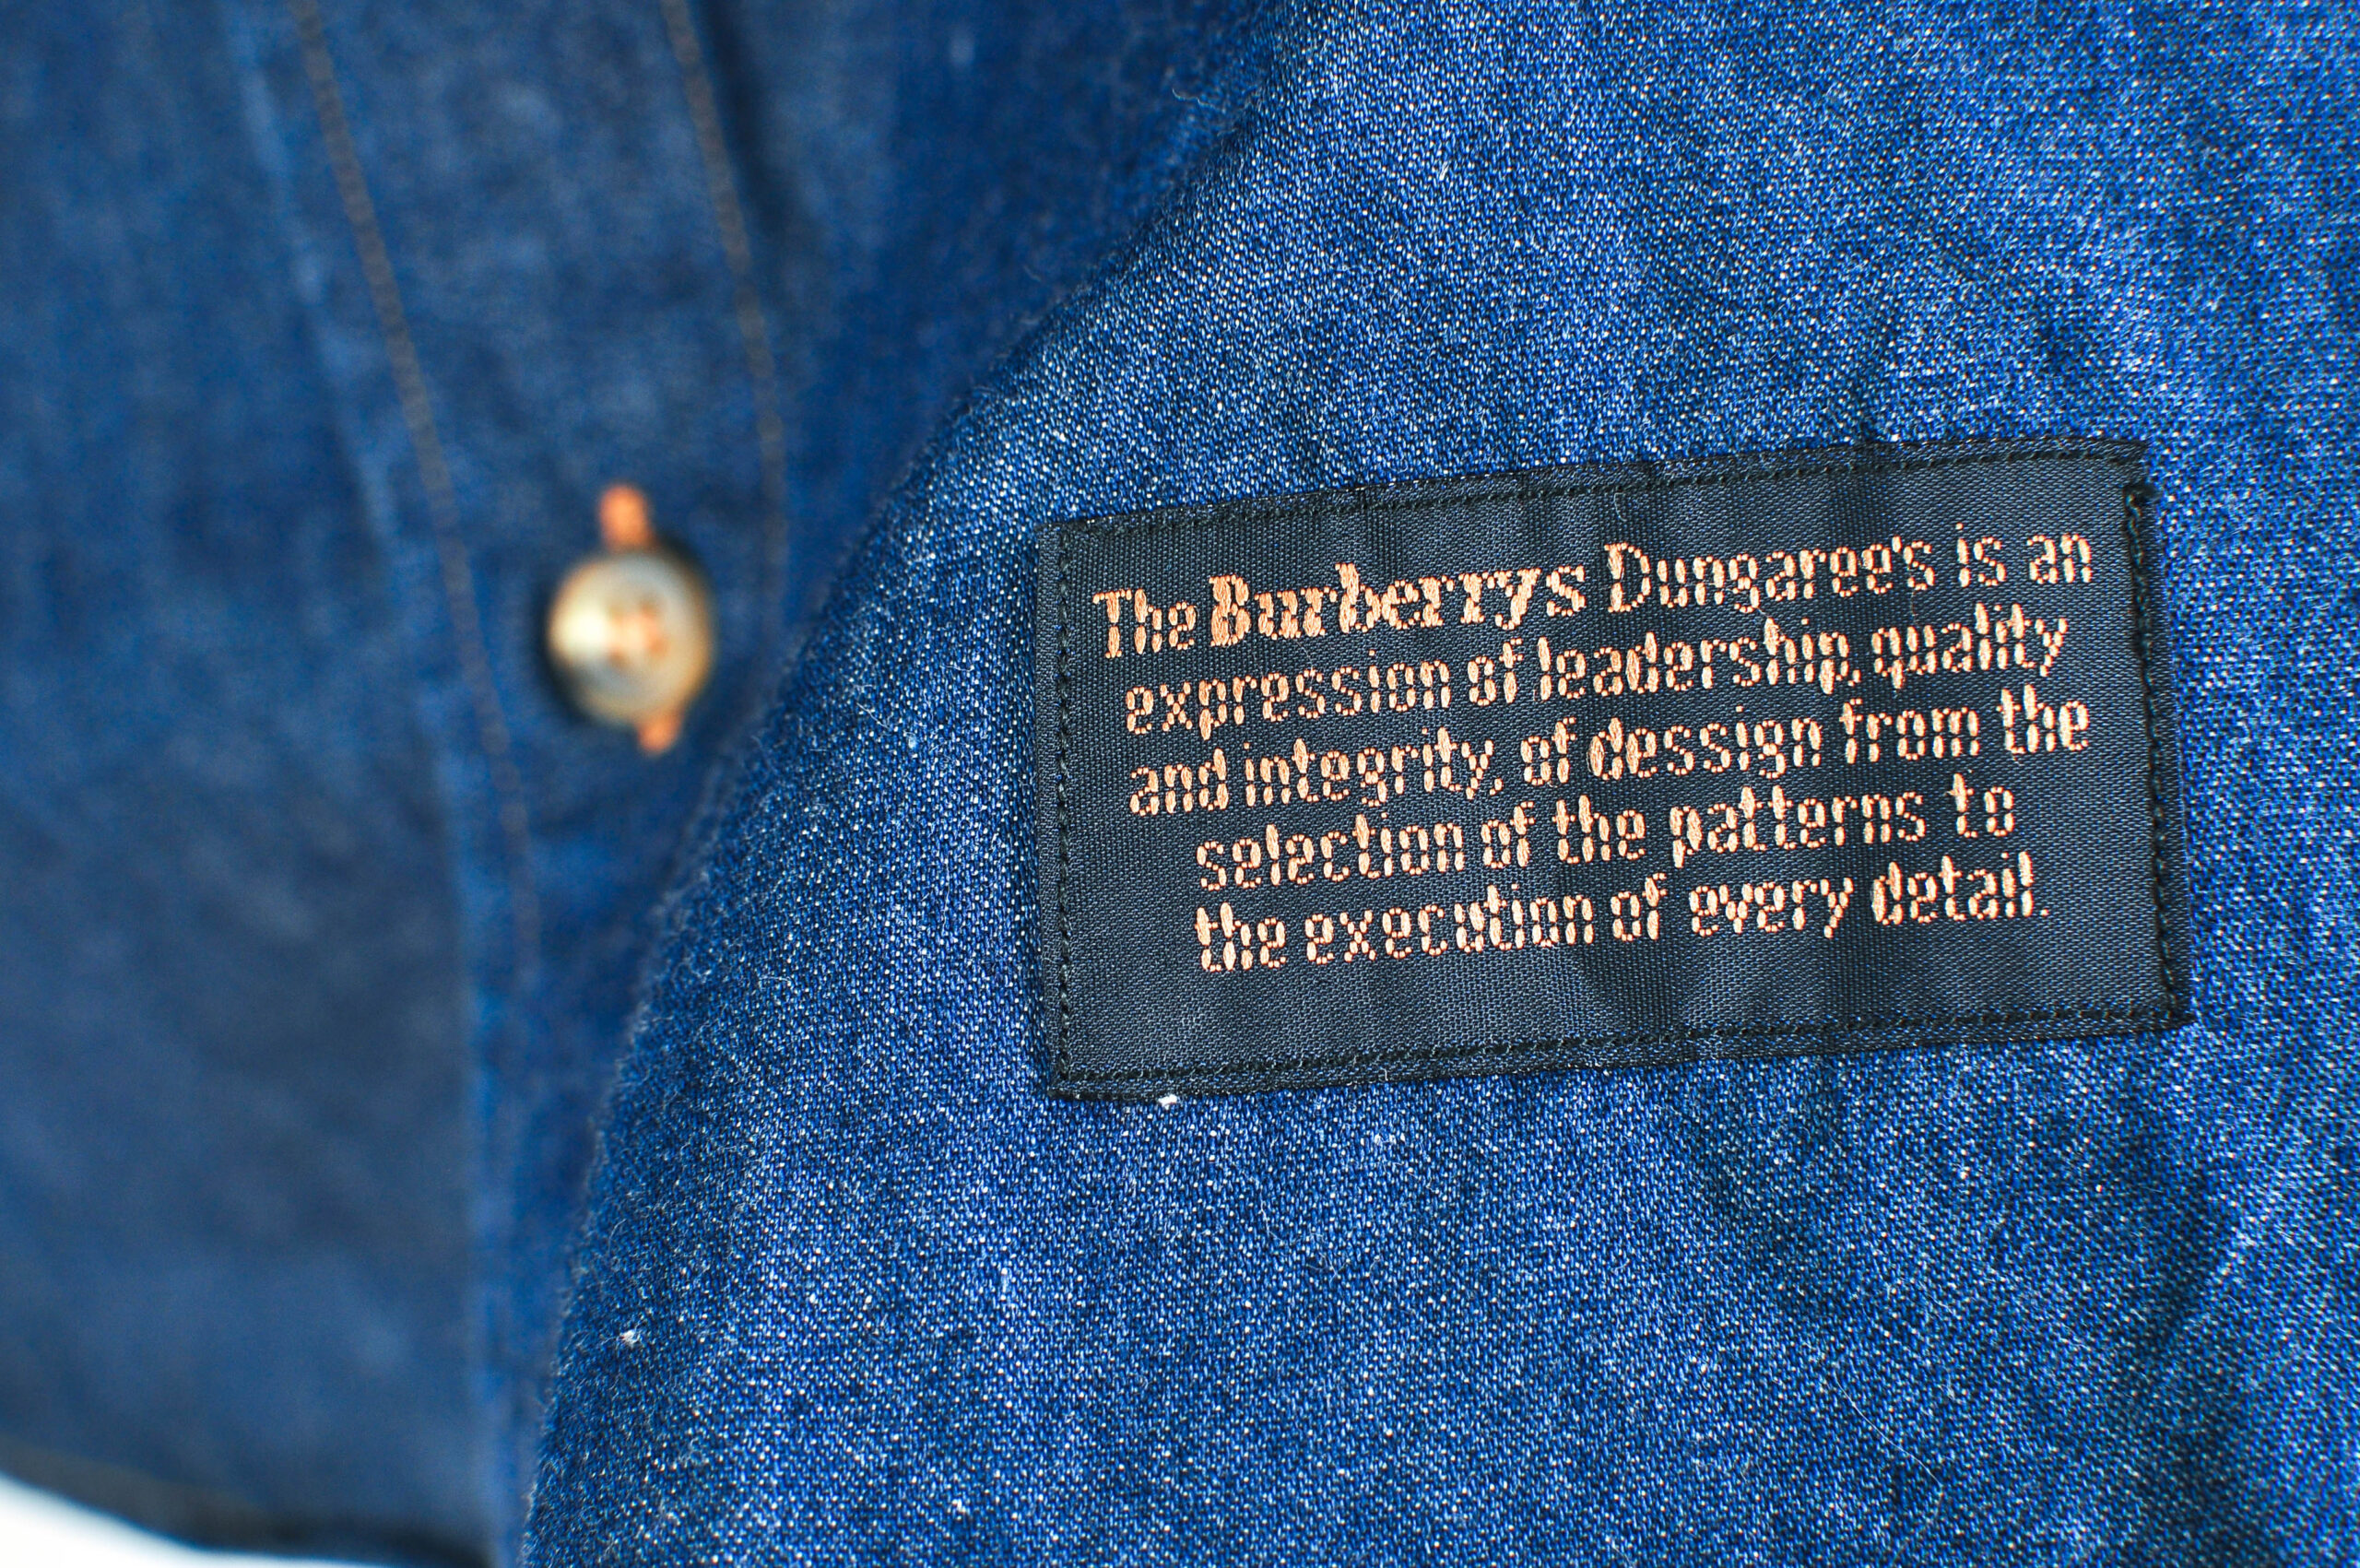 The Burberrys Dungaree's is an
expression of leadership, quality
and integrity, of dessign from the
selection of the patterns to
the execution of every detail.